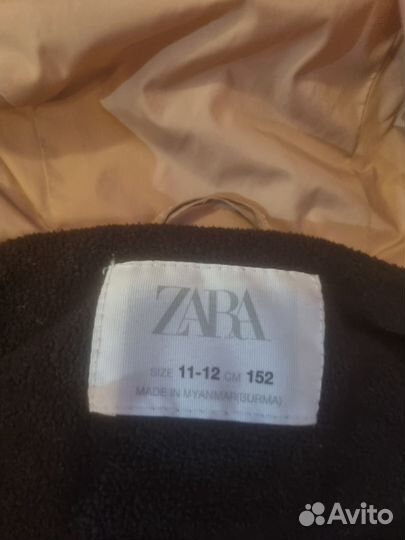 ZARA
SIZE 11-12 CM 152
MADE IN MYANMAR(BURMA)
Avito